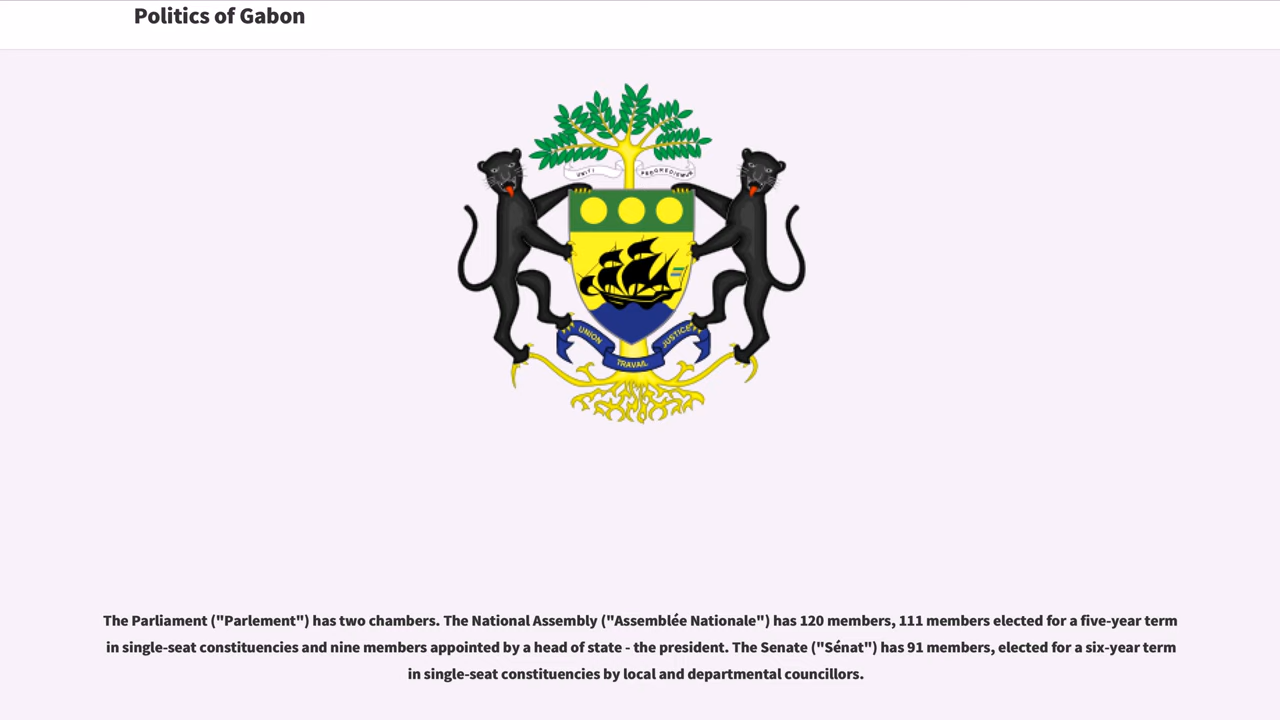 Politics of Gabon
UNITI PROGREDIEMUR
UNION TRAVAIL JUSTICE
The Parliament ("Parlement") has two chambers. The National Assembly ("Assemblée Nationale") has 120 members, 111 members elected for a five-year term
in single-seat constituencies and nine members appointed by a head of state - the president. The Senate ("Sénat") has 91 members, elected for a six-year term
in single-seat constituencies by local and departmental councillors.